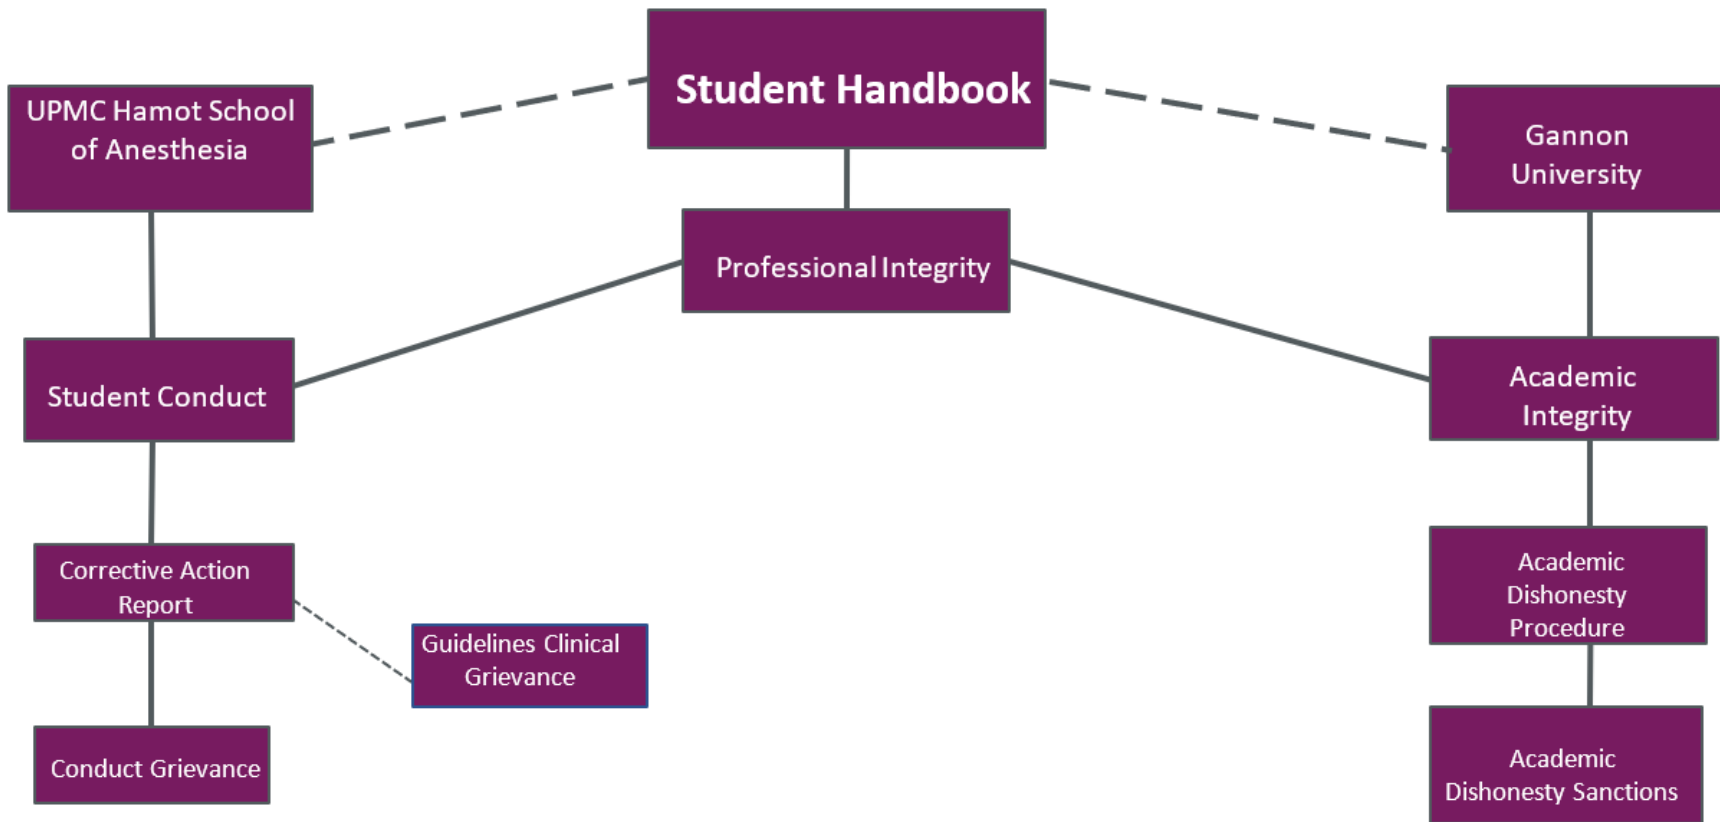 Student Handbook
UPMC Hamot School
of Anesthesia
Gannon
University
Professional Integrity
Student Conduct
Academic
Integrity
Corrective Action
Report
Guidelines Clinical
Grievance
Academic
Dishonesty
Procedure
Conduct Grievance
Academic
Dishonesty Sanctions